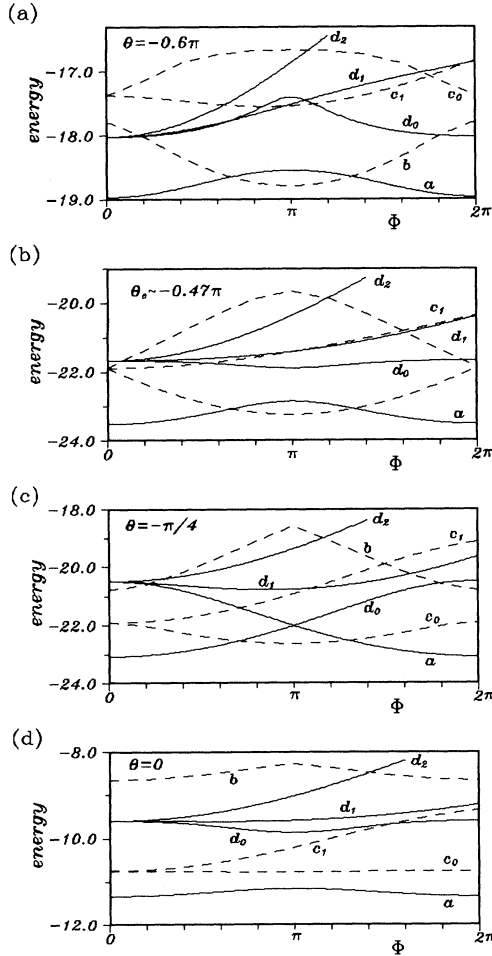 (a)
θ=−0.6π
energy
−17.0
−18.0
−19.0
d₂
d₁
c₁
c₀
d₀
b
a
0
π
Φ
2π
(b)
θₑ~−0.47π
energy
−20.0
−22.0
−24.0
d₂
c₁
d₁
d₀
a
0
π
Φ
2π
(c)
θ=−π/4
energy
−18.0
−20.0
−22.0
−24.0
d₂
b
c₁
d₁
d₀
c₀
a
0
π
Φ
2π
(d)
θ=0
energy
−8.0
−10.0
−12.0
d₂
b
d₁
d₀
c₁
c₀
a
0
π
Φ
2π